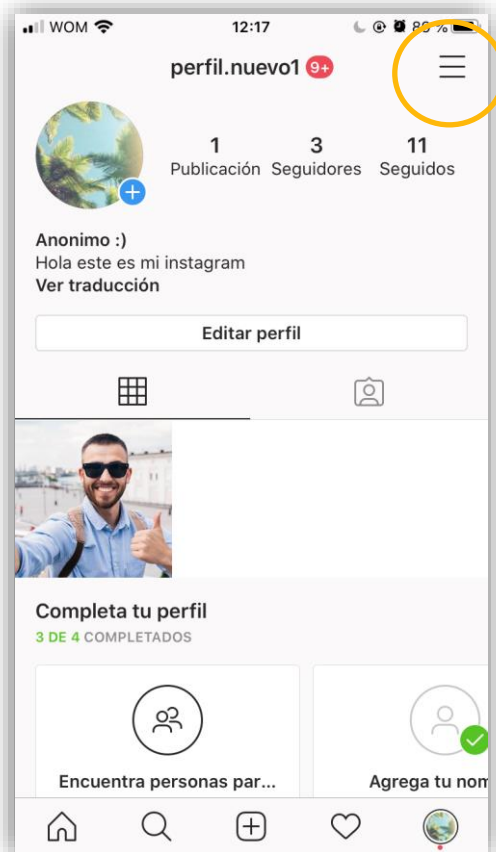 WOM 12:17 %
perfil.nuevo1 9+
1 3 11
Publicación Seguidores Seguidos
Anonimo :)
Hola este es mi instagram
Ver traducción
Editar perfil
Completa tu perfil
3 DE 4 COMPLETADOS
Encuentra personas par... Agrega tu nom